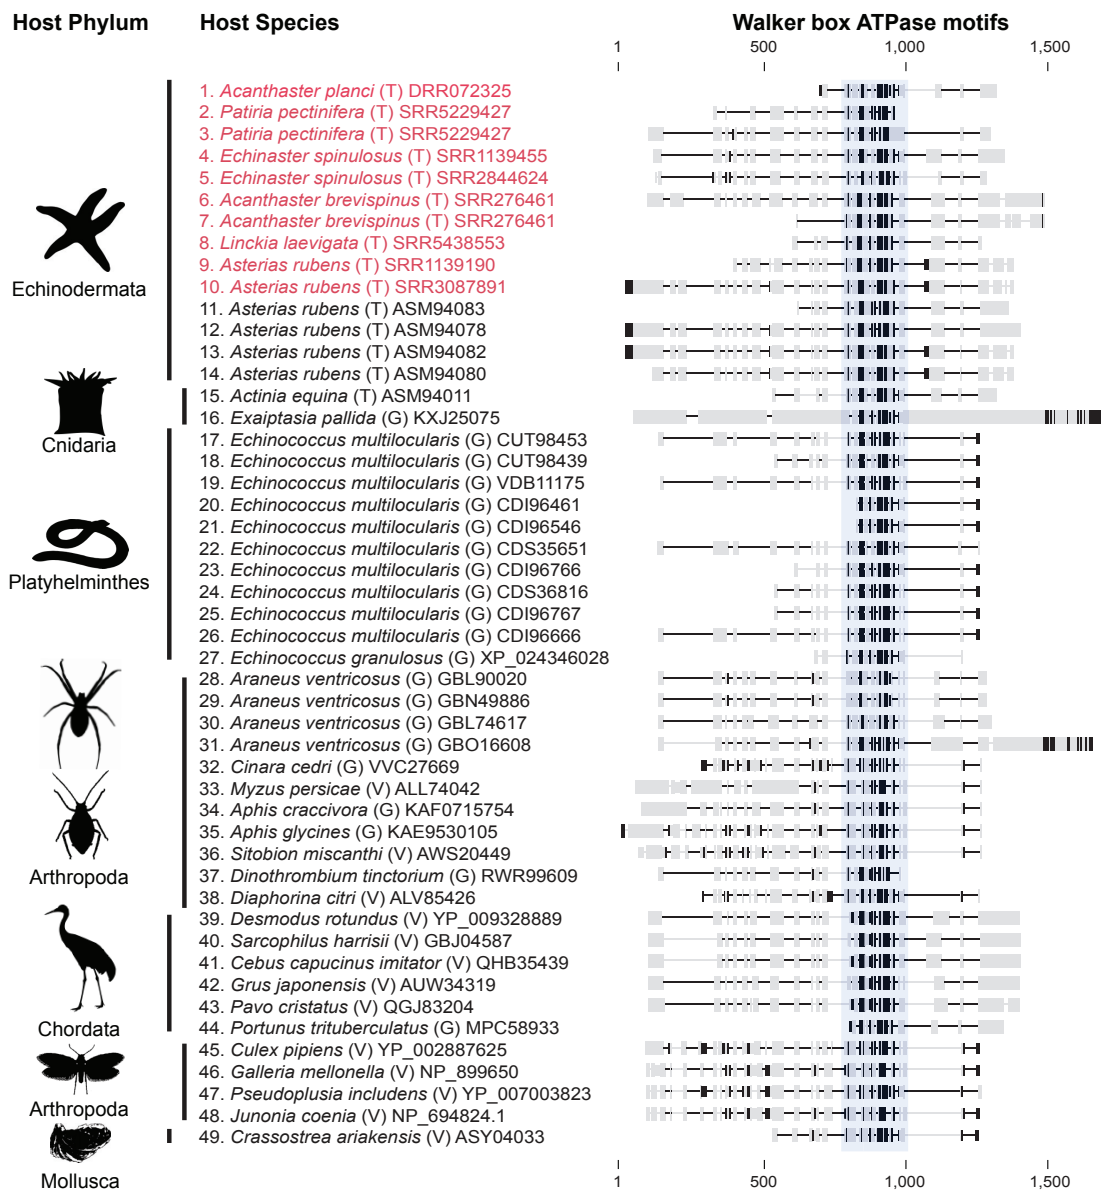 Host Phylum Host Species Walker box ATPase motifs
1 500 1,000 1,500
1. Acanthaster planci (T) DRR072325
2. Patiria pectinifera (T) SRR5229427
3. Patiria pectinifera (T) SRR5229427
4. Echinaster spinulosus (T) SRR1139455
5. Echinaster spinulosus (T) SRR2844624
6. Acanthaster brevispinus (T) SRR276461
7. Acanthaster brevispinus (T) SRR276461
8. Linckia laevigata (T) SRR5438553
9. Asterias rubens (T) SRR1139190
Echinodermata
10. Asterias rubens (T) SRR3087891
11. Asterias rubens (T) ASM94083
12. Asterias rubens (T) ASM94078
13. Asterias rubens (T) ASM94082
14. Asterias rubens (T) ASM94080
15. Actinia equina (T) ASM94011
16. Exaiptasia pallida (G) KXJ25075
Cnidaria
17. Echinococcus multilocularis (G) CUT98453
18. Echinococcus multilocularis (G) CUT98439
19. Echinococcus multilocularis (G) VDB11175
20. Echinococcus multilocularis (G) CDI96461
21. Echinococcus multilocularis (G) CDI96546
22. Echinococcus multilocularis (G) CDS35651
23. Echinococcus multilocularis (G) CDI96766
Platyhelminthes
24. Echinococcus multilocularis (G) CDS36816
25. Echinococcus multilocularis (G) CDI96767
26. Echinococcus multilocularis (G) CDI96666
27. Echinococcus granulosus (G) XP_024346028
28. Araneus ventricosus (G) GBL90020
29. Araneus ventricosus (G) GBN49886
30. Araneus ventricosus (G) GBL74617
31. Araneus ventricosus (G) GBO16608
32. Cinara cedri (G) VVC27669
33. Myzus persicae (V) ALL74042
34. Aphis craccivora (G) KAF0715754
35. Aphis glycines (G) KAE9530105
36. Sitobion miscanthi (V) AWS20449
37. Dinothrombium tinctorium (G) RWR99609
Arthropoda
38. Diaphorina citri (V) ALV85426
39. Desmodus rotundus (V) YP_009328889
40. Sarcophilus harrisii (V) GBJ04587
41. Cebus capucinus imitator (V) QHB35439
42. Grus japonensis (V) AUW34319
43. Pavo cristatus (V) QGJ83204
44. Portunus trituberculatus (G) MPC58933
Chordata
45. Culex pipiens (V) YP_002887625
46. Galleria mellonella (V) NP_899650
47. Pseudoplusia includens (V) YP_007003823
Arthropoda
48. Junonia coenia (V) NP_694824.1
49. Crassostrea ariakensis (V) ASY04033
Mollusca
1 500 1,000 1,500